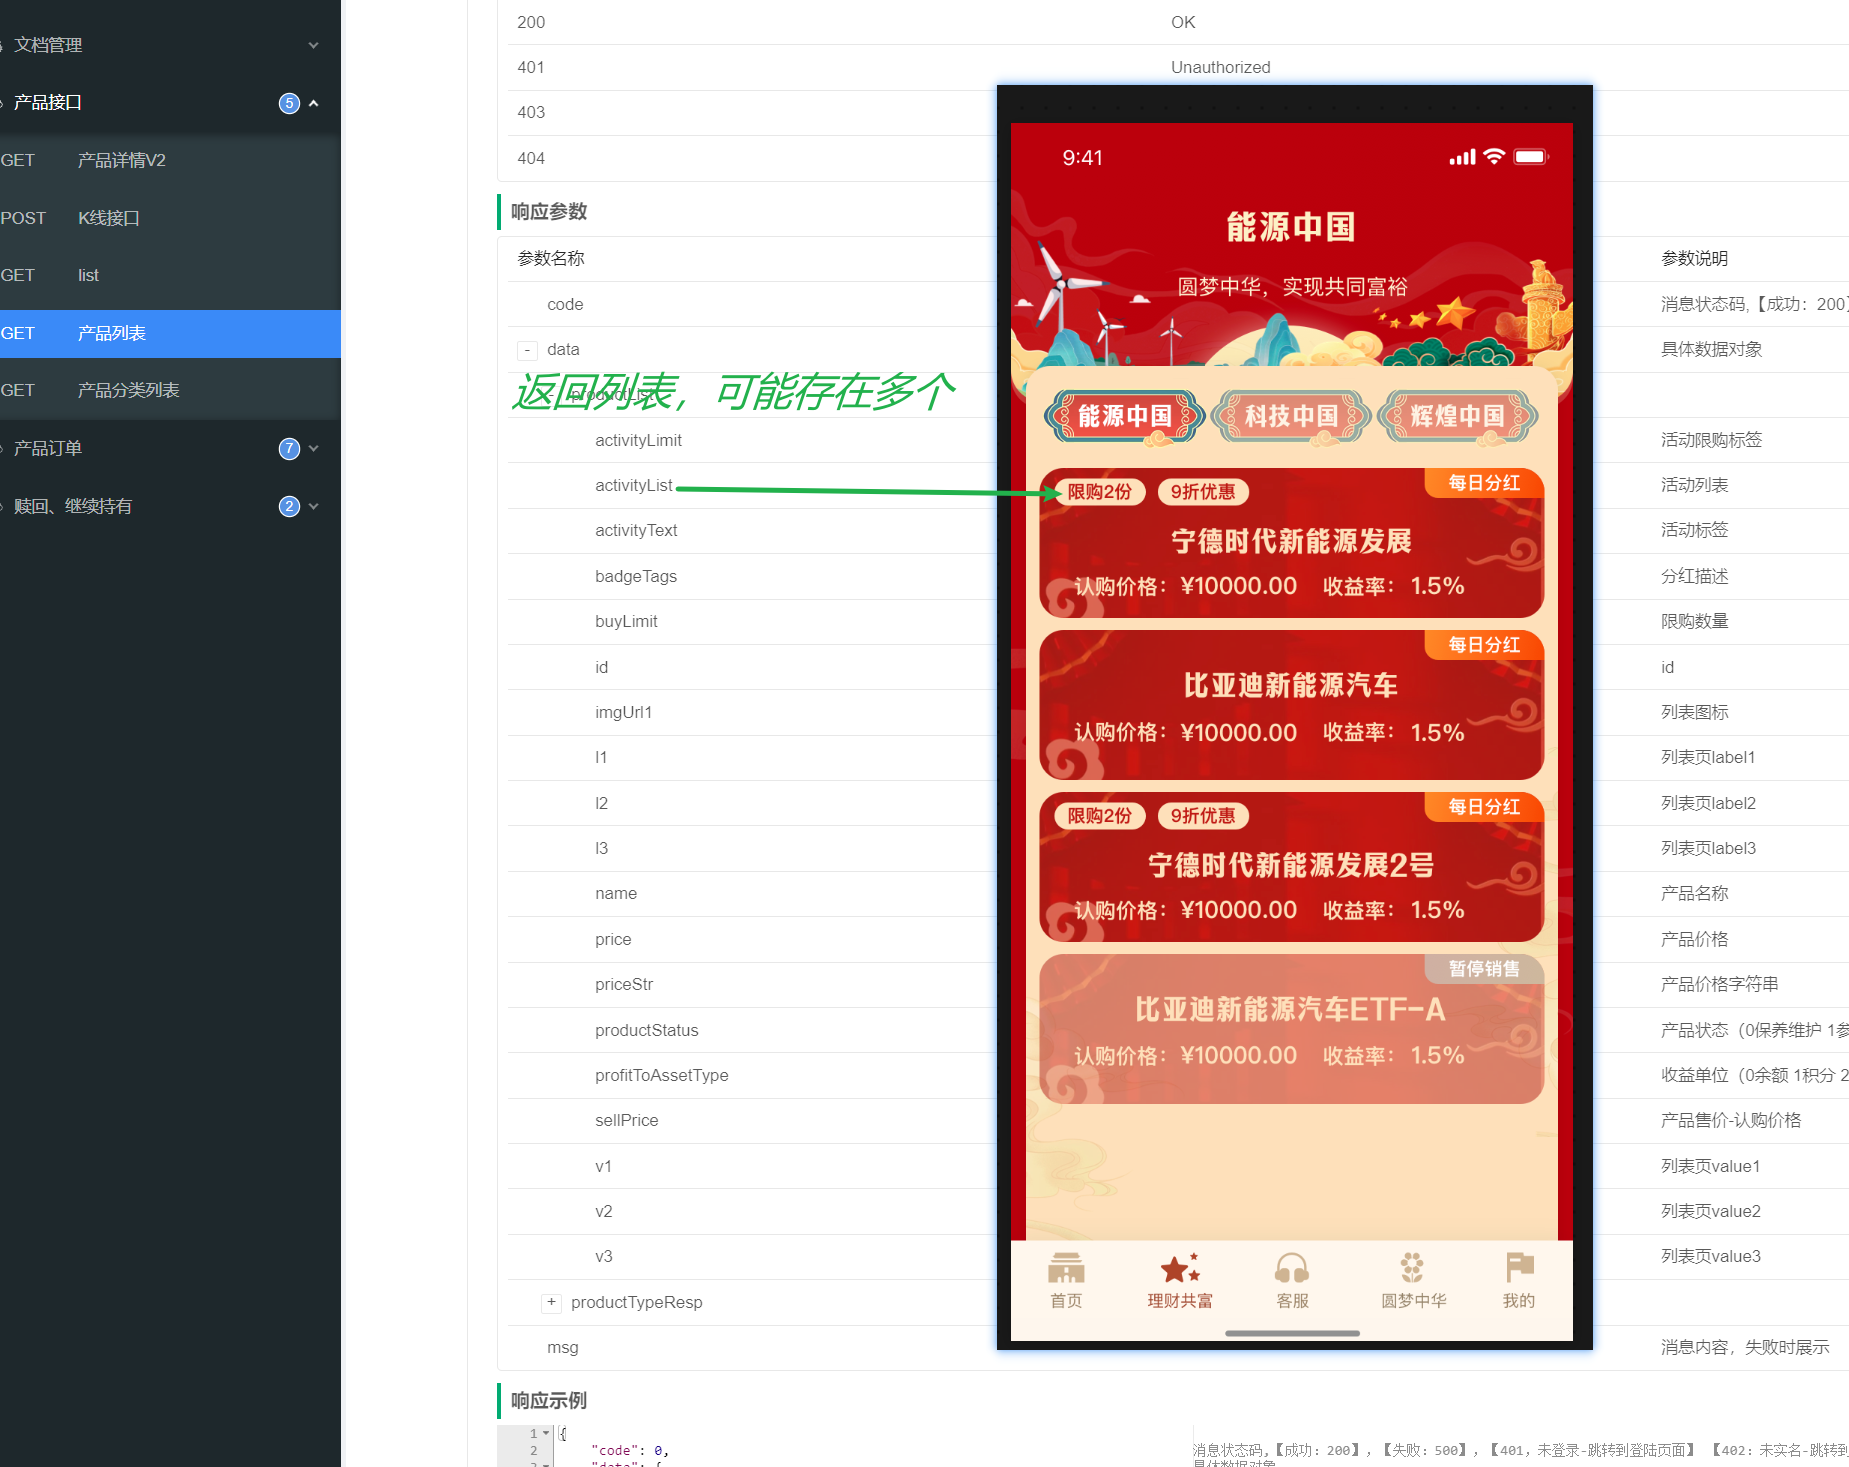 文档管理
产品接口 5
GET 产品详情V2
POST K线接口
GET list
GET 产品列表
GET 产品分类列表
产品订单 7
赎回、继续持有 2
200 OK
401 Unauthorized
403
404
响应参数
参数名称 参数说明
code 消息状态码,【成功：200】
- data 具体数据对象
- productList
返回列表，可能存在多个
activityLimit 活动限购标签
activityList 活动列表
activityText 活动标签
badgeTags 分红描述
buyLimit 限购数量
id id
imgUrl1 列表图标
l1 列表页label1
l2 列表页label2
l3 列表页label3
name 产品名称
price 产品价格
priceStr 产品价格字符串
productStatus 产品状态（0保养维护 1参
profitToAssetType 收益单位（0余额 1积分 2
sellPrice 产品售价-认购价格
v1 列表页value1
v2 列表页value2
v3 列表页value3
+ productTypeResp
msg 消息内容，失败时展示
响应示例
1 {
2 "code": 0, 消息状态码,【成功：200】,【失败：500】,【401，未登录-跳转到登陆页面】 【402：未实名-跳转到
3 "data": { 具体数据对象
9:41
能源中国
圆梦中华，实现共同富裕
能源中国 科技中国 辉煌中国
限购2份 9折优惠 每日分红
宁德时代新能源发展
认购价格：¥10000.00 收益率：1.5%
每日分红
比亚迪新能源汽车
认购价格：¥10000.00 收益率：1.5%
限购2份 9折优惠 每日分红
宁德时代新能源发展2号
认购价格：¥10000.00 收益率：1.5%
暂停销售
比亚迪新能源汽车ETF-A
认购价格：¥10000.00 收益率：1.5%
首页 理财共富 客服 圆梦中华 我的